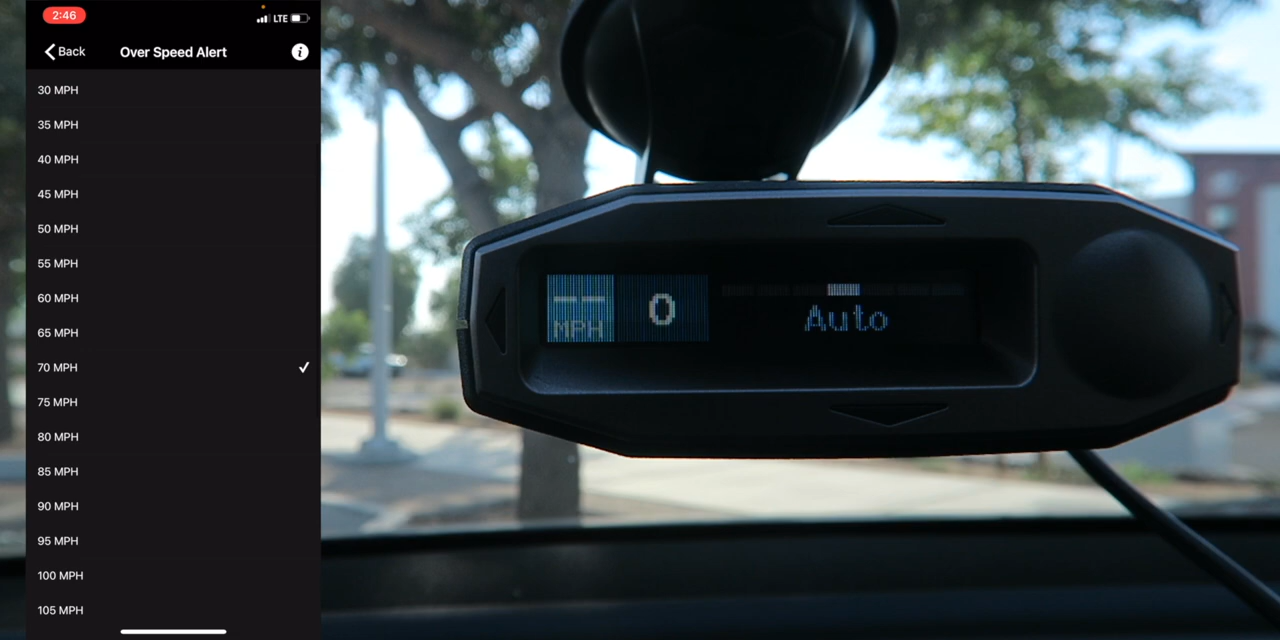 2:46
LTE
Back
Over Speed Alert
30 MPH
35 MPH
40 MPH
45 MPH
50 MPH
55 MPH
60 MPH
65 MPH
70 MPH
75 MPH
80 MPH
85 MPH
90 MPH
95 MPH
100 MPH
105 MPH
-- 
MPH
0
Auto